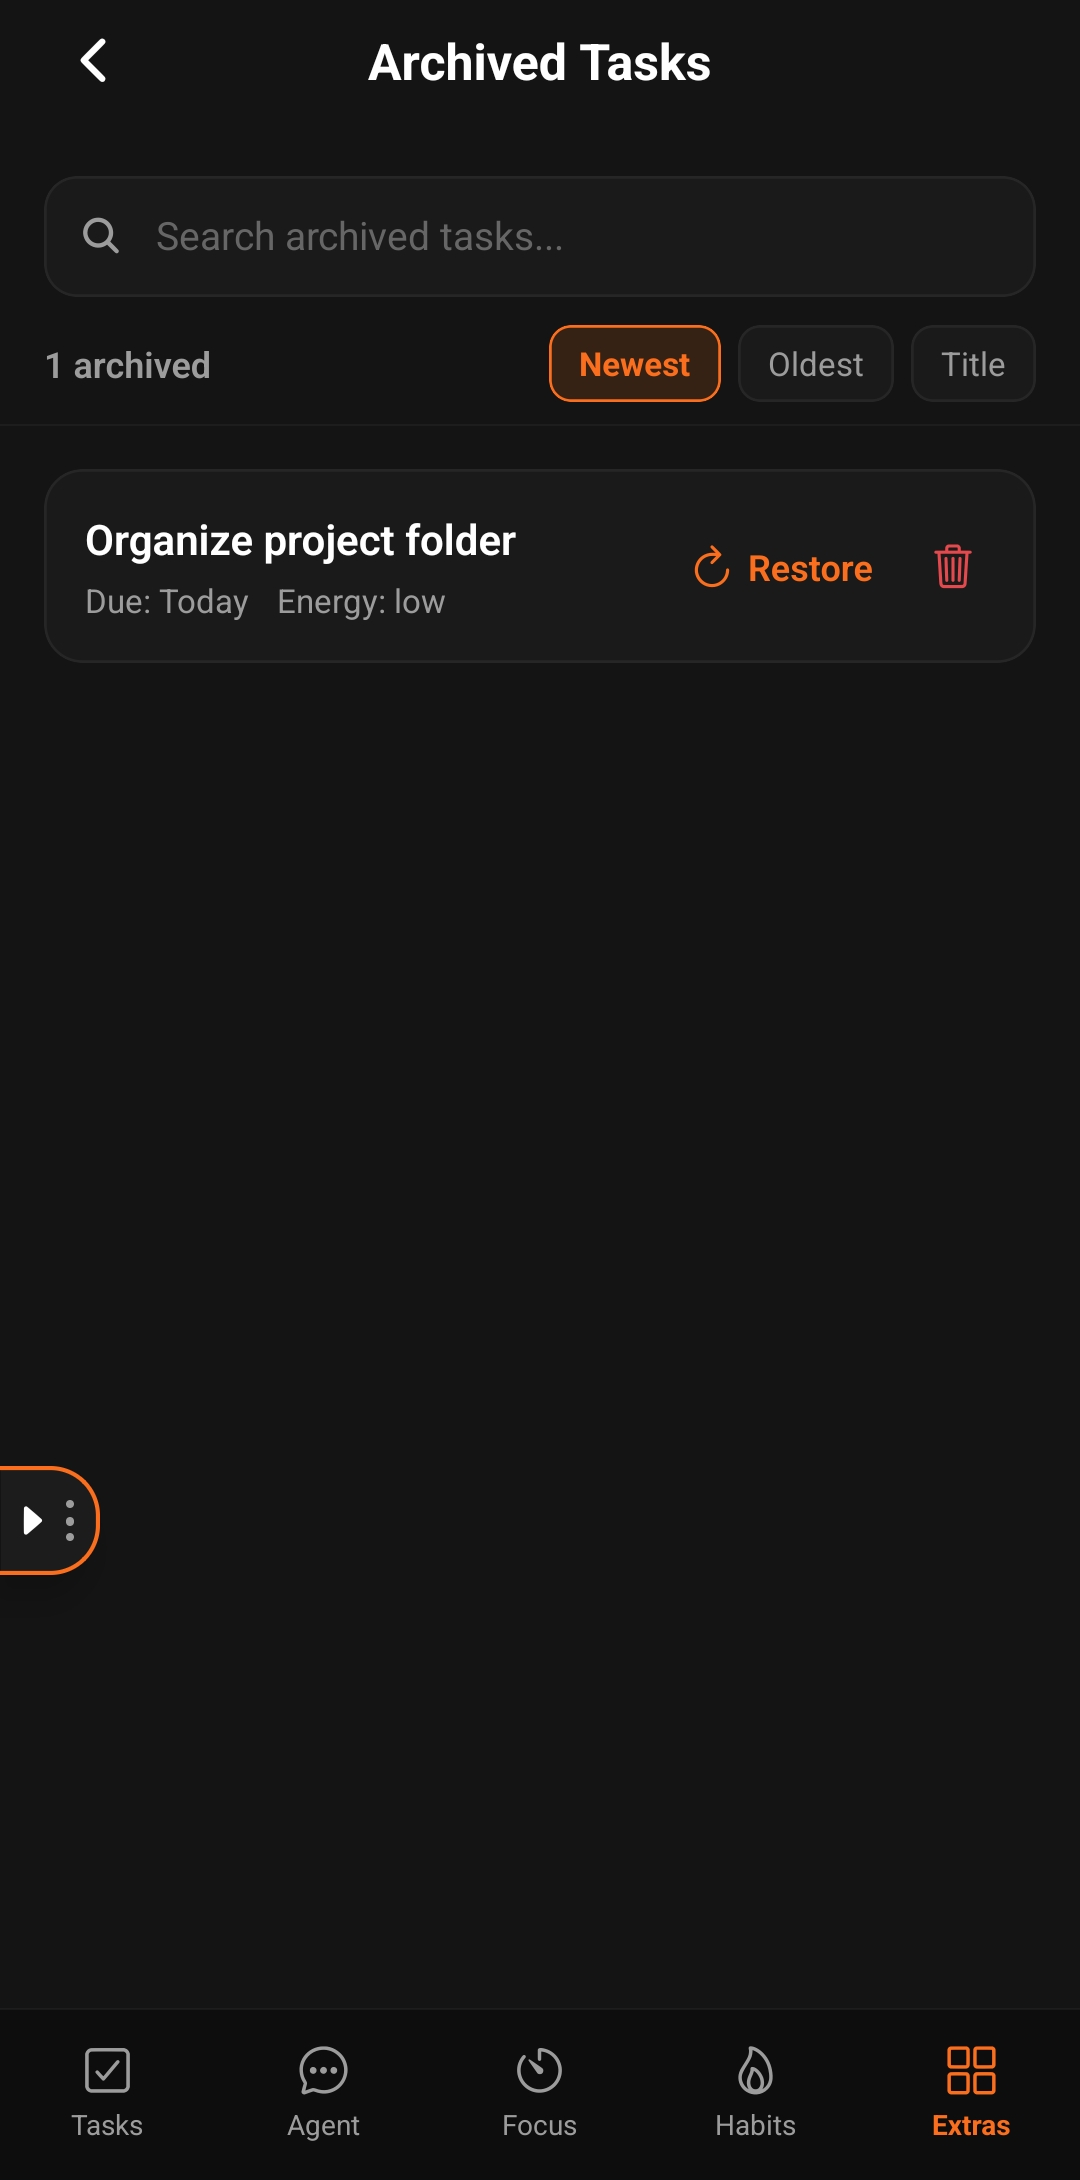 Archived Tasks
Search archived tasks...
1 archived
Newest
Oldest
Title
Organize project folder
Due: Today Energy: low
Restore
Tasks
Agent
Focus
Habits
Extras